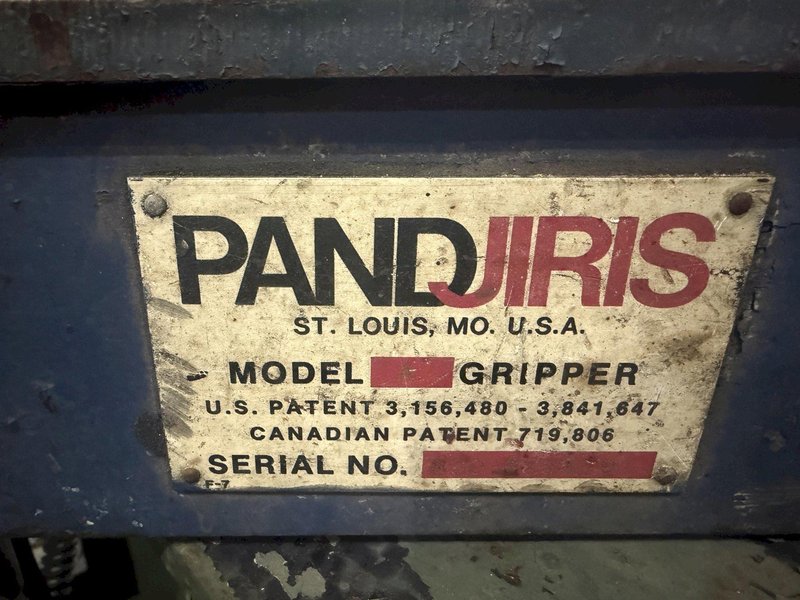 PANDJIRIS
ST. LOUIS, MO. U.S.A.
MODEL GRIPPER
U.S. PATENT 3,156,480 - 3,841,647
CANADIAN PATENT 719,806
SERIAL NO.
F-7